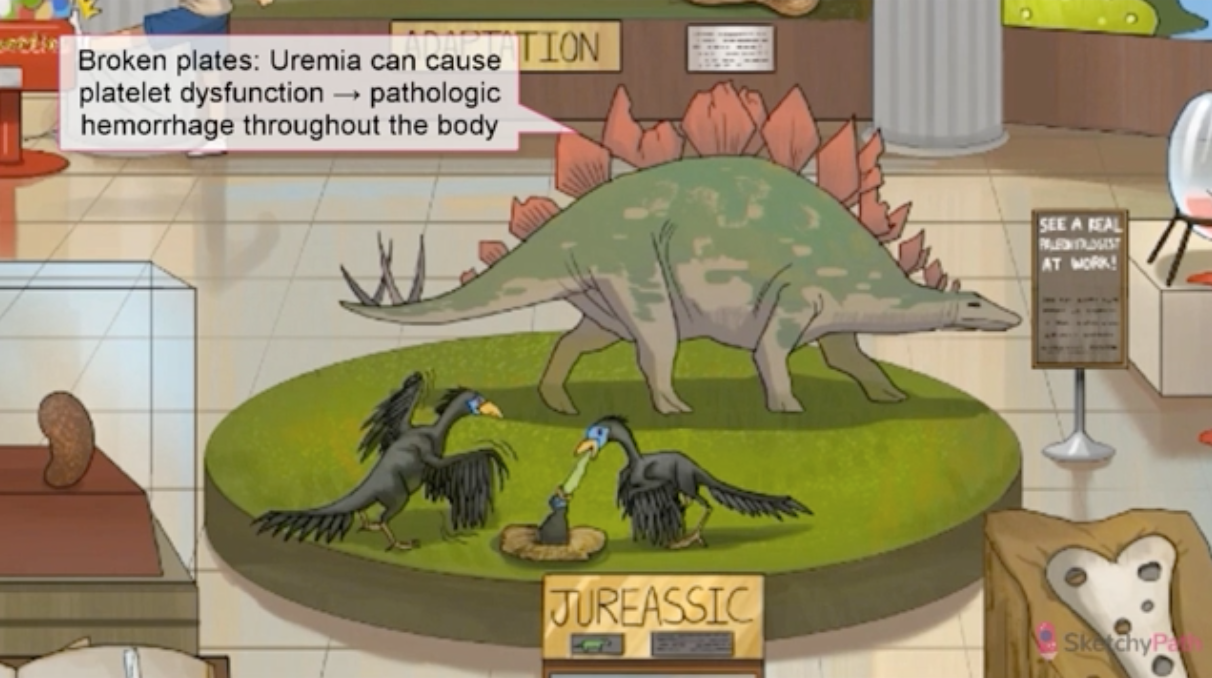 ADAPTATION
Broken plates: Uremia can cause
platelet dysfunction → pathologic
hemorrhage throughout the body
SEE A REAL
PALEONTOLOGIST
AT WORK!
JUREASSIC
SketchyPath